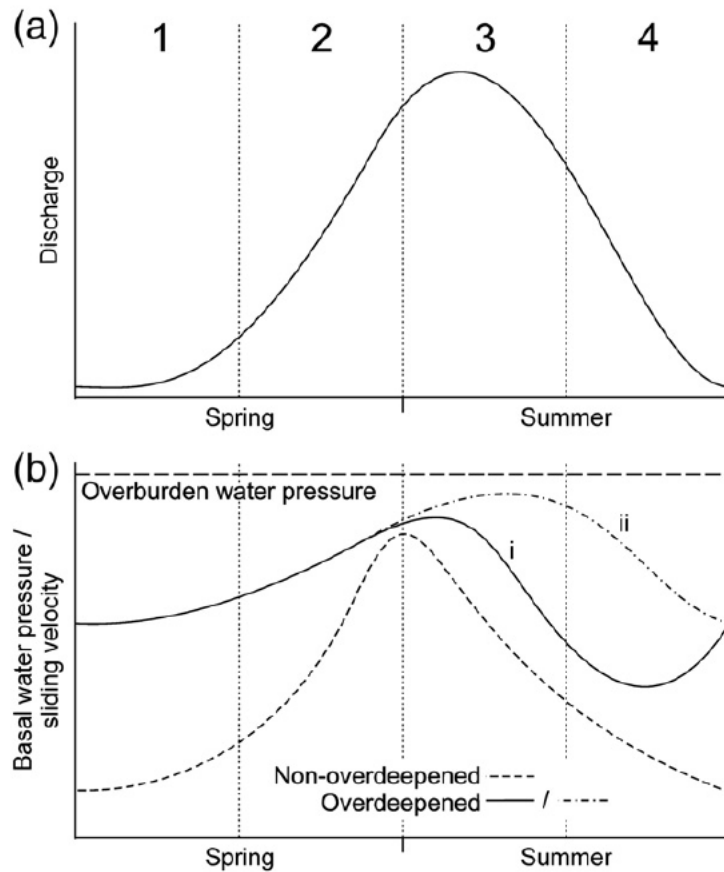 (a)
1 2 3 4
Discharge
Spring Summer
(b)
Overburden water pressure
ii
i
Basal water pressure /
sliding velocity
Non-overdeepened
Overdeepened /
Spring Summer